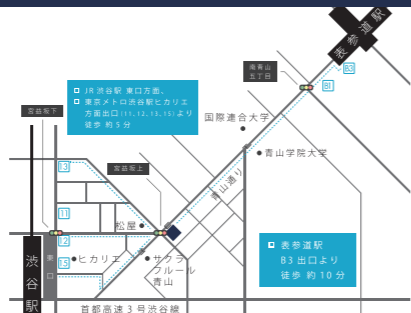 表参道駅
B3
B1
南青山
五丁目
JR 渋谷駅 東口方面、
東京メトロ渋谷駅ヒカリエ
方面出口(11,12,13,15)より
徒歩 約5分
宮益坂下
国際連合大学
青山学院大学
宮益坂上
青山通り
13
11
松屋
12
15
ヒカリエ
サクラ
フルール
青山
東口
渋谷駅
表参道駅
B3 出口より
徒歩 約10分
首都高速3号渋谷線